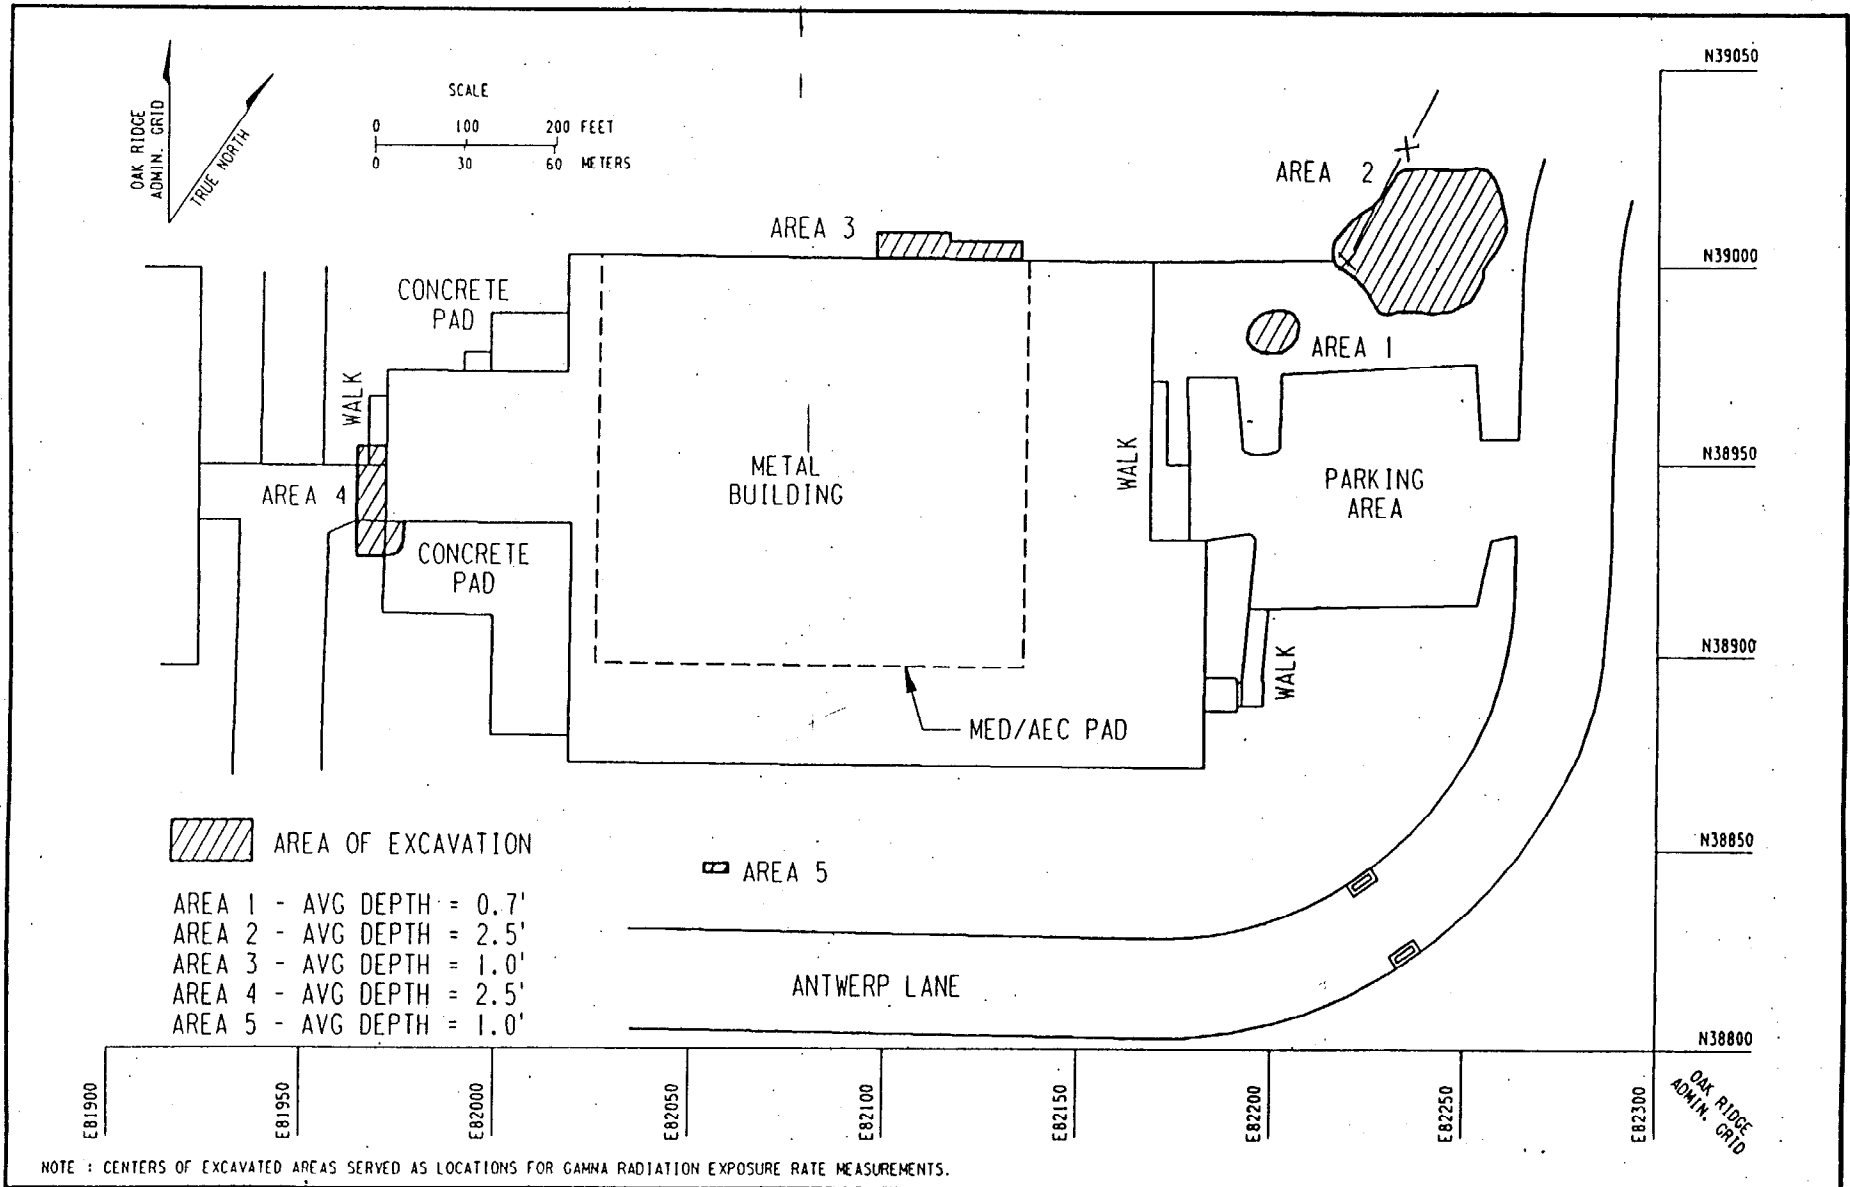 N39050
SCALE
0 100 200 FEET
0 30 60 METERS
OAK RIDGE
ADMIN. GRID
TRUE NORTH
AREA 2
AREA 3
N39000
CONCRETE
PAD
AREA 1
WALK
METAL
BUILDING
WALK
PARKING
AREA
N38950
AREA 4
CONCRETE
PAD
WALK
N38900
MED/AEC PAD
AREA OF EXCAVATION
N38850
AREA 5
AREA 1 - AVG DEPTH = 0.7'
AREA 2 - AVG DEPTH = 2.5'
AREA 3 - AVG DEPTH = 1.0'
AREA 4 - AVG DEPTH = 2.5'
AREA 5 - AVG DEPTH = 1.0'
ANTWERP LANE
N38800
E81900
E81950
E82000
E82050
E82100
E82150
E82200
E82250
E82300
OAK RIDGE
ADMIN. GRID
NOTE : CENTERS OF EXCAVATED AREAS SERVED AS LOCATIONS FOR GAMMA RADIATION EXPOSURE RATE MEASUREMENTS.